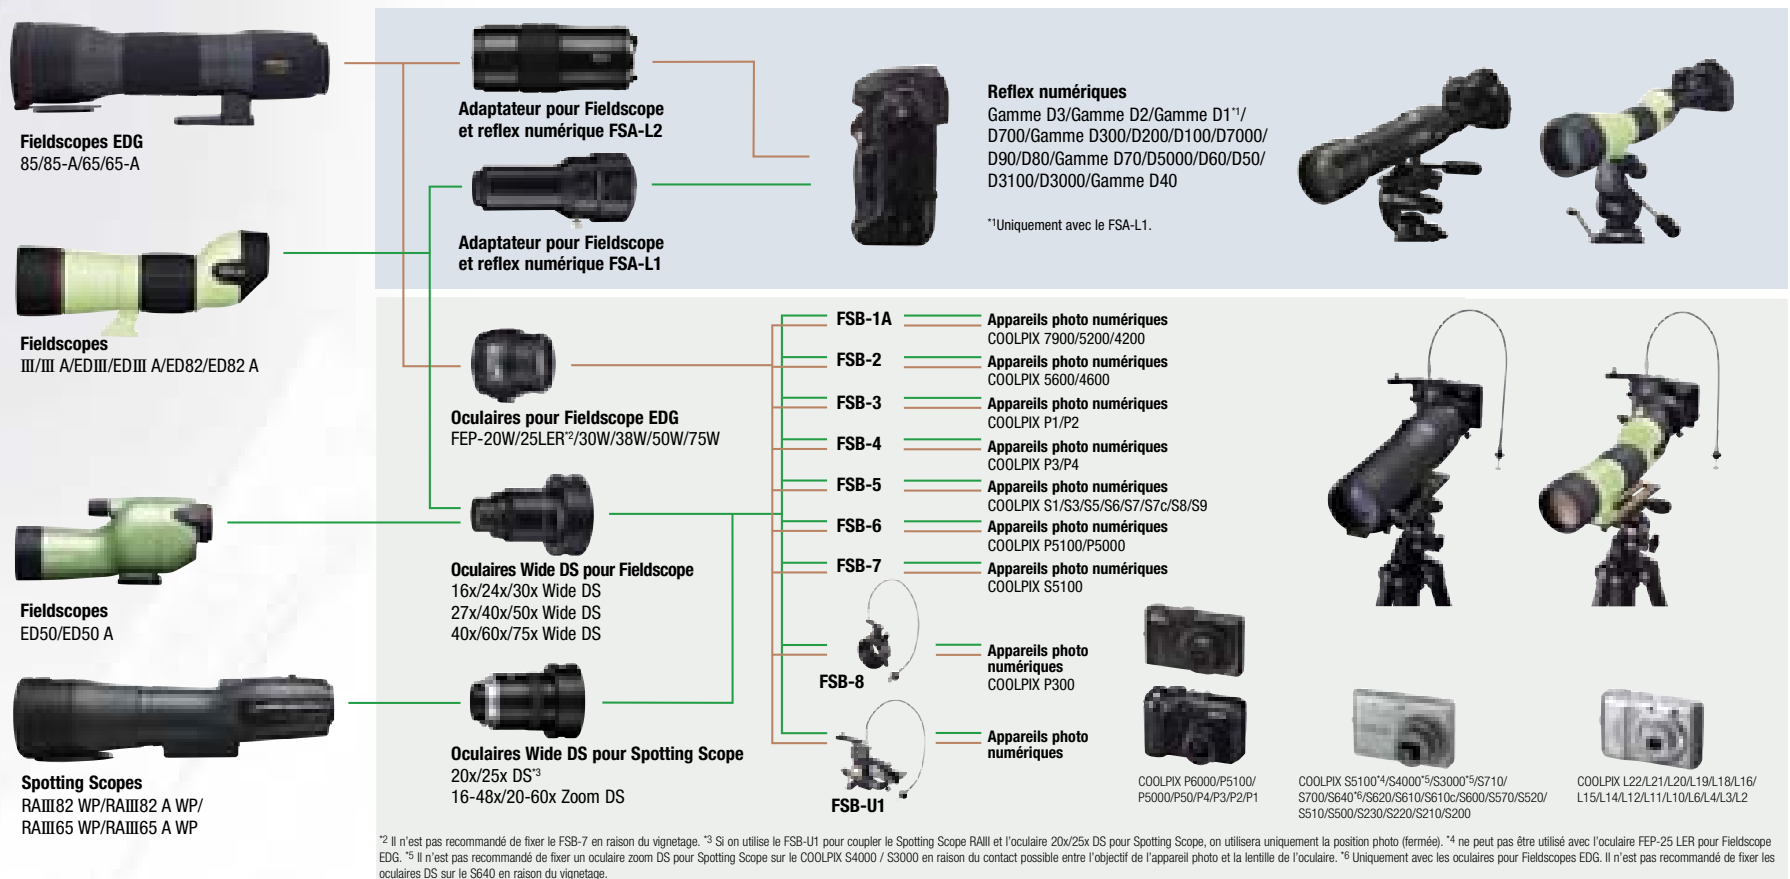 Fieldscopes EDG
85/85-A/65/65-A
Fieldscopes
III/III A/EDIII/EDIII A/ED82/ED82 A
Fieldscopes
ED50/ED50 A
Spotting Scopes
RAIII82 WP/RAIII82 A WP/
RAIII65 WP/RAIII65 A WP
Adaptateur pour Fieldscope
et reflex numérique FSA-L2
Adaptateur pour Fieldscope
et reflex numérique FSA-L1
Reflex numériques
Gamme D3/Gamme D2/Gamme D1*1/
D700/Gamme D300/D200/D100/D7000/
D90/D80/Gamme D70/D5000/D60/D50/
D3100/D3000/Gamme D40
*1Uniquement avec le FSA-L1.
Oculaires pour Fieldscope EDG
FEP-20W/25LER*2/30W/38W/50W/75W
Oculaires Wide DS pour Fieldscope
16x/24x/30x Wide DS
27x/40x/50x Wide DS
40x/60x/75x Wide DS
Oculaires Wide DS pour Spotting Scope
20x/25x DS*3
16-48x/20-60x Zoom DS
FSB-1A
Appareils photo numériques
COOLPIX 7900/5200/4200
FSB-2
Appareils photo numériques
COOLPIX 5600/4600
FSB-3
Appareils photo numériques
COOLPIX P1/P2
FSB-4
Appareils photo numériques
COOLPIX P3/P4
FSB-5
Appareils photo numériques
COOLPIX S1/S3/S5/S6/S7/S7c/S8/S9
FSB-6
Appareils photo numériques
COOLPIX P5100/P5000
FSB-7
Appareils photo numériques
COOLPIX S5100
FSB-8
Appareils photo
numériques
COOLPIX P300
FSB-U1
Appareils photo
numériques
COOLPIX P6000/P5100/
P5000/P50/P4/P3/P2/P1
COOLPIX S5100*4/S4000*5/S3000*5/S710/
S700/S640*6/S620/S610/S610c/S600/S570/S520/
S510/S500/S230/S220/S210/S200
COOLPIX L22/L21/L20/L19/L18/L16/
L15/L14/L12/L11/L10/L6/L4/L3/L2
*2 Il n'est pas recommandé de fixer le FSB-7 en raison du vignetage. *3 Si on utilise le FSB-U1 pour coupler le Spotting Scope RAIII et l'oculaire 20x/25x DS pour Spotting Scope, on utilisera uniquement la position photo (fermée). *4 ne peut pas être utilisé avec l'oculaire FEP-25 LER pour Fieldscope
EDG. *5 Il n'est pas recommandé de fixer un oculaire zoom DS pour Spotting Scope sur le COOLPIX S4000 / S3000 en raison du contact possible entre l'objectif de l'appareil photo et la lentille de l'oculaire. *6 Uniquement avec les oculaires pour Fieldscopes EDG. Il n'est pas recommandé de fixer les
oculaires DS sur le S640 en raison du vignetage.